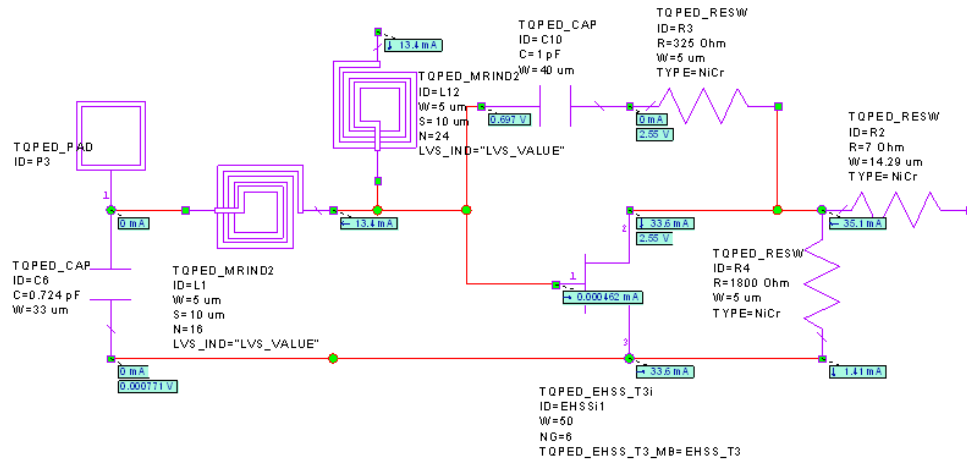 TQPED_CAP
ID=C10
C=1 pF
W=40 um
TQPED_RESW
ID=R3
R=325 Ohm
W=5 um
TYPE=NiCr
13.4 mA
TQPED_MRIND2
ID=L12
W=5 um
S=10 um
N=24
LVS_IND="LVS_VALUE"
0.697 V
0 mA
2.55 V
TQPED_RESW
ID=R2
R=7 Ohm
W=14.29 um
TYPE=NiCr
TQPED_PAD
ID=P3
1
0 mA
13.4 mA
2
33.6 mA
2.55 V
35.1 mA
TQPED_CAP
ID=C6
C=0.724 pF
W=33 um
TQPED_MRIND2
ID=L1
W=5 um
S=10 um
N=16
LVS_IND="LVS_VALUE"
1
0.000462 mA
TQPED_RESW
ID=R4
R=1800 Ohm
W=5 um
TYPE=NiCr
3
0 mA
0.000771 V
33.6 mA
1.41 mA
TQPED_EHSS_T3i
ID=EHSSi1
W=50
NG=6
TQPED_EHSS_T3_MB=EHSS_T3